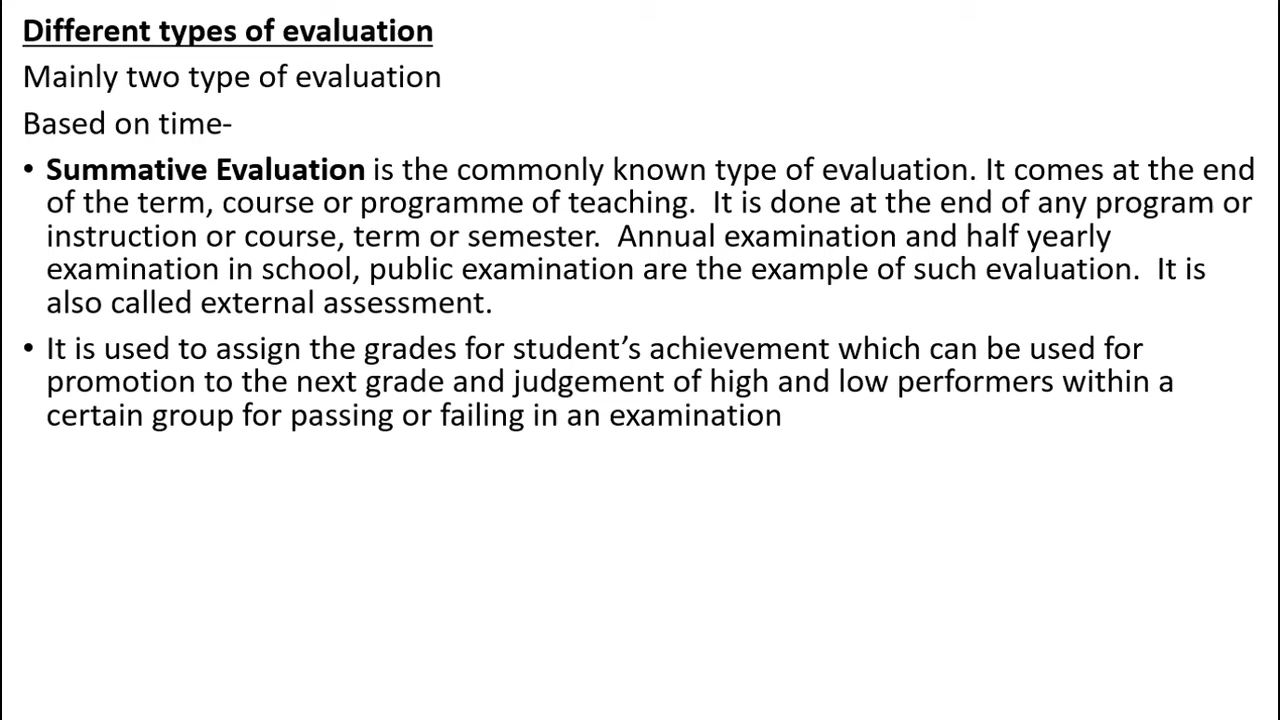 Different types of evaluation
Mainly two type of evaluation
Based on time-
• Summative Evaluation is the commonly known type of evaluation. It comes at the end
of the term, course or programme of teaching.  It is done at the end of any program or
instruction or course, term or semester.  Annual examination and half yearly
examination in school, public examination are the example of such evaluation.  It is
also called external assessment.
• It is used to assign the grades for student’s achievement which can be used for
promotion to the next grade and judgement of high and low performers within a
certain group for passing or failing in an examination